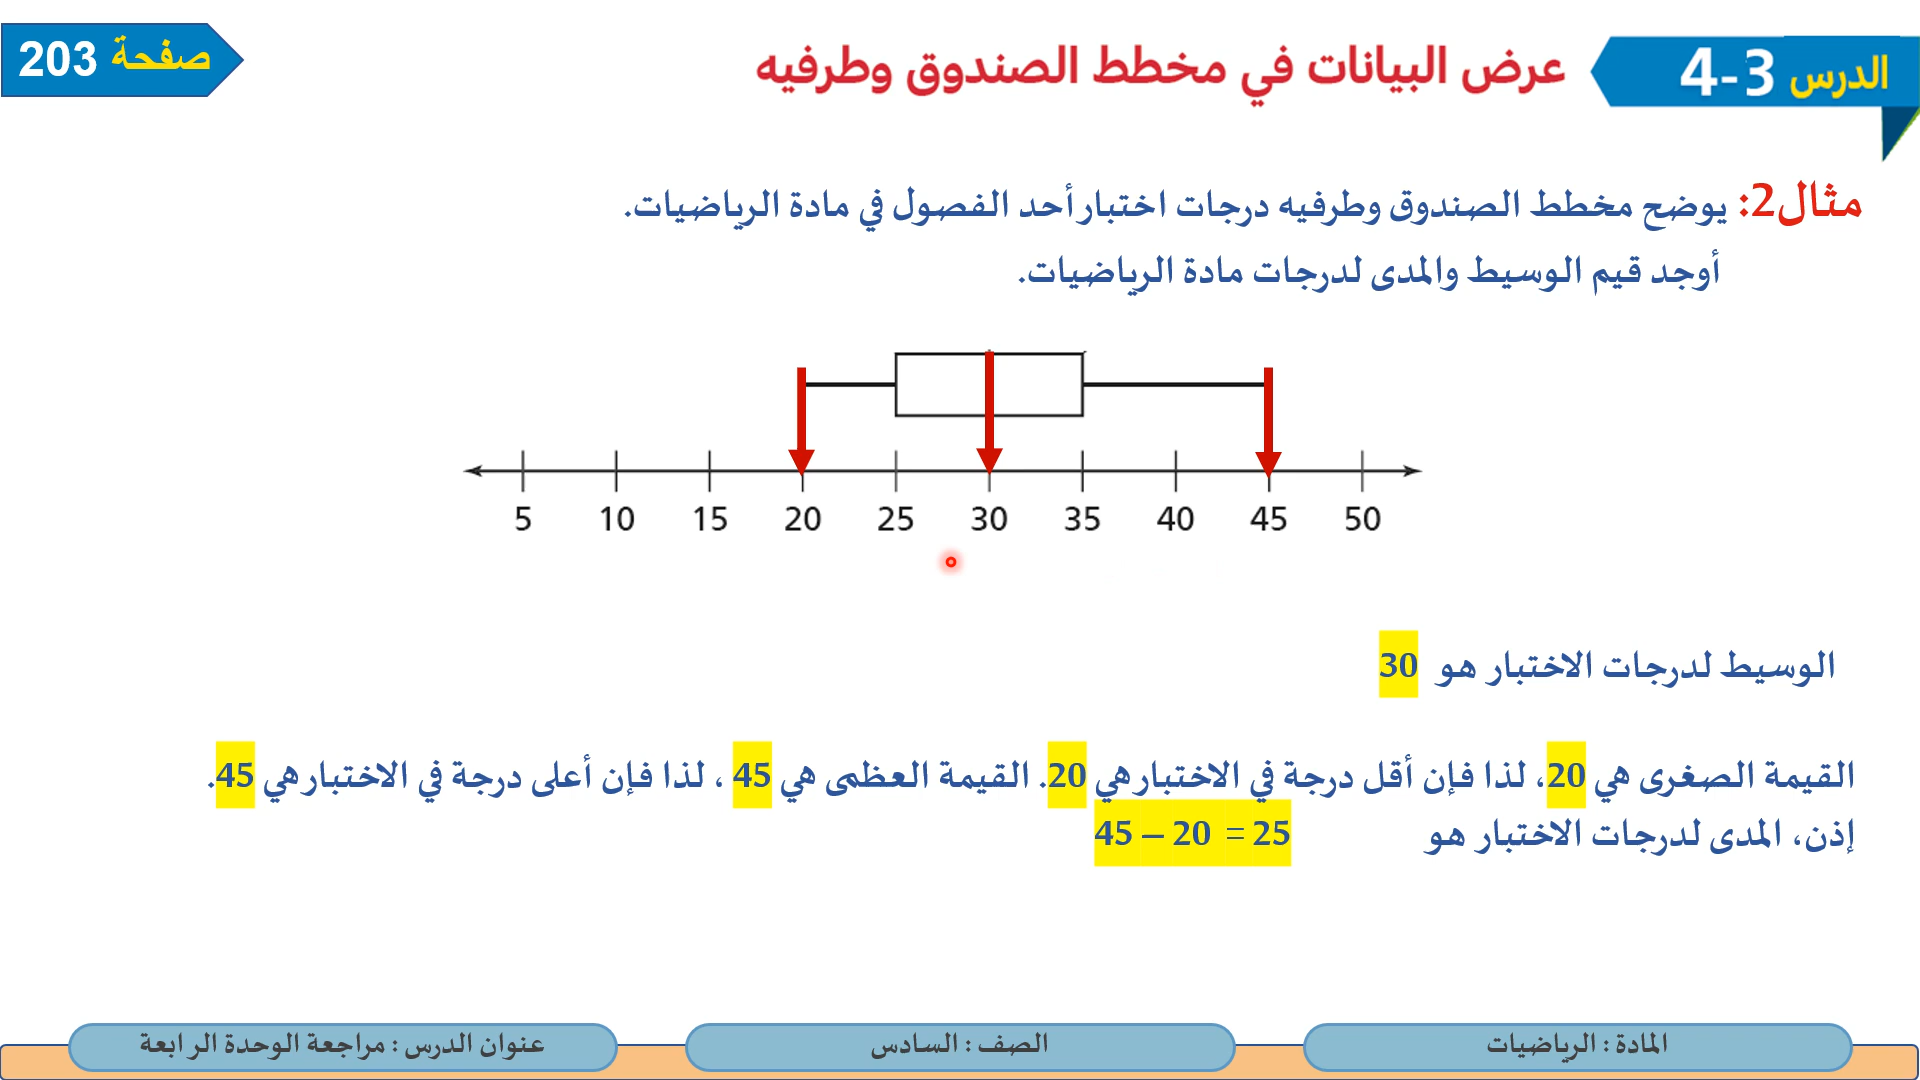 الدرس 3-4
عرض البيانات في مخطط الصندوق وطرفيه
صفحة 203
مثال2: يوضح مخطط الصندوق وطرفيه درجات اختبار أحد الفصول في مادة الرياضيات.
أوجد قيم الوسيط والمدى لدرجات مادة الرياضيات.
5 10 15 20 25 30 35 40 45 50
الوسيط لدرجات الاختبار هو 30
القيمة الصغرى هي 20، لذا فإن أقل درجة في الاختبار هي 20. القيمة العظمى هي 45 ، لذا فإن أعلى درجة في الاختبار هي 45.
إذن، المدى لدرجات الاختبار هو 45 – 20 = 25
المادة : الرياضيات
الصف : السادس
عنوان الدرس : مراجعة الوحدة الرابعة